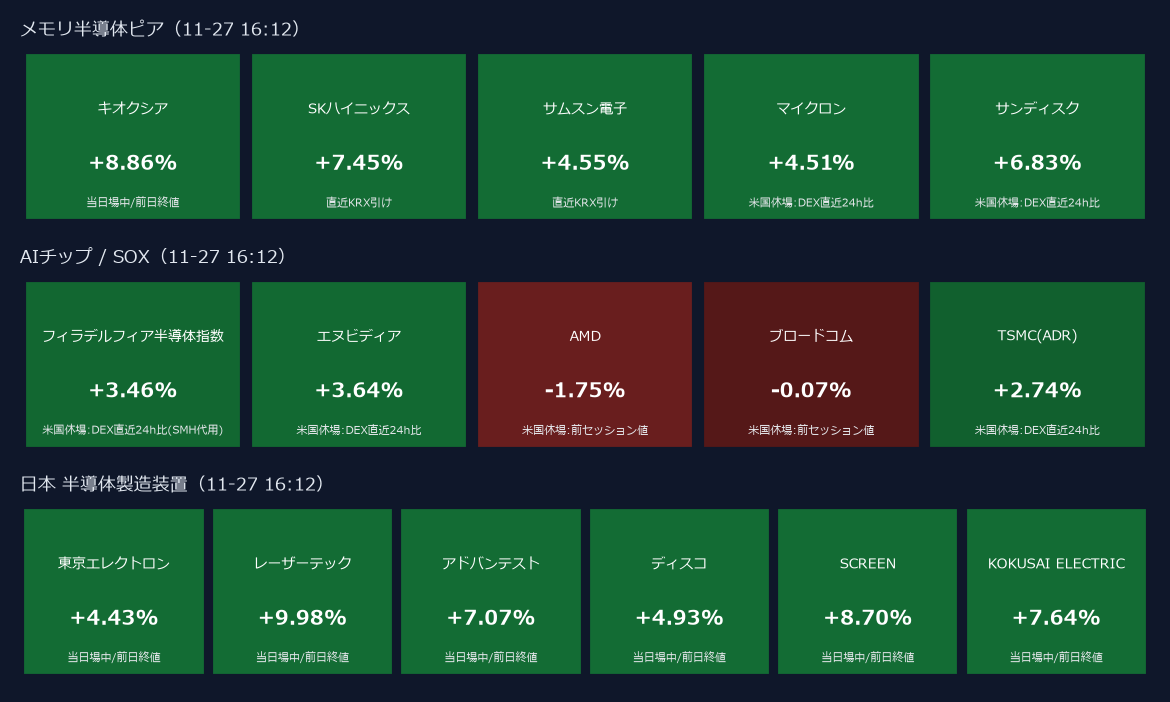 メモリ半導体ピア（11-27 16:12）
キオクシア
+8.86%
当日場中/前日終値
SKハイニックス
+7.45%
直近KRX引け
サムスン電子
+4.55%
直近KRX引け
マイクロン
+4.51%
米国休場:DEX直近24h比
サンディスク
+6.83%
米国休場:DEX直近24h比
AIチップ / SOX（11-27 16:12）
フィラデルフィア半導体指数
+3.46%
米国休場:DEX直近24h比(SMH代用)
エヌビディア
+3.64%
米国休場:DEX直近24h比
AMD
-1.75%
米国休場:前セッション値
ブロードコム
-0.07%
米国休場:前セッション値
TSMC(ADR)
+2.74%
米国休場:DEX直近24h比
日本 半導体製造装置（11-27 16:12）
東京エレクトロン
+4.43%
当日場中/前日終値
レーザーテック
+9.98%
当日場中/前日終値
アドバンテスト
+7.07%
当日場中/前日終値
ディスコ
+4.93%
当日場中/前日終値
SCREEN
+8.70%
当日場中/前日終値
KOKUSAI ELECTRIC
+7.64%
当日場中/前日終値